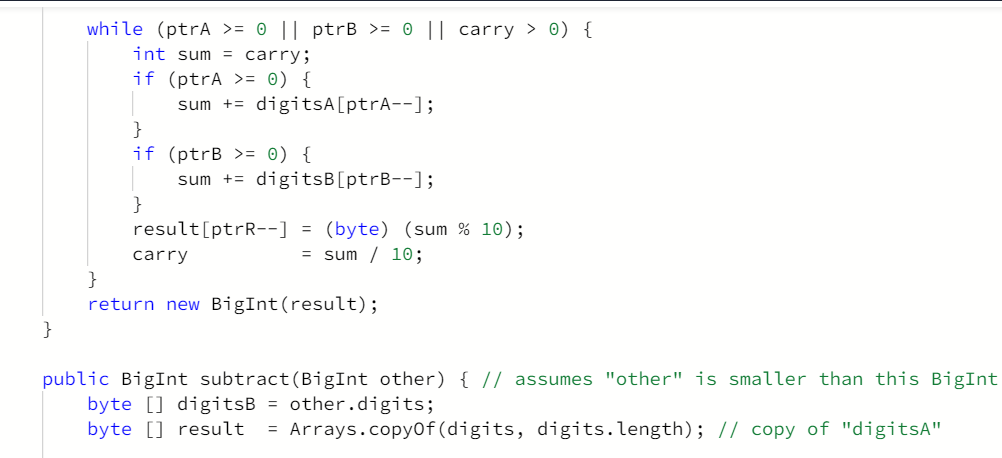 while (ptrA >= 0 || ptrB >= 0 || carry > 0) {
    int sum = carry;
    if (ptrA >= 0) {
        sum += digitsA[ptrA--];
    }
    if (ptrB >= 0) {
        sum += digitsB[ptrB--];
    }
    result[ptrR--] = (byte) (sum % 10);
    carry          = sum / 10;
}
return new BigInt(result);
}
public BigInt subtract(BigInt other) { // assumes "other" is smaller than this BigInt
    byte [] digitsB = other.digits;
    byte [] result  = Arrays.copyOf(digits, digits.length); // copy of "digitsA"